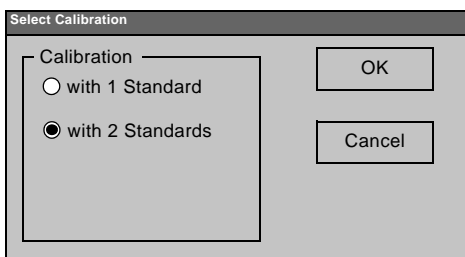 Select Calibration
Calibration
with 1 Standard
with 2 Standards
OK
Cancel